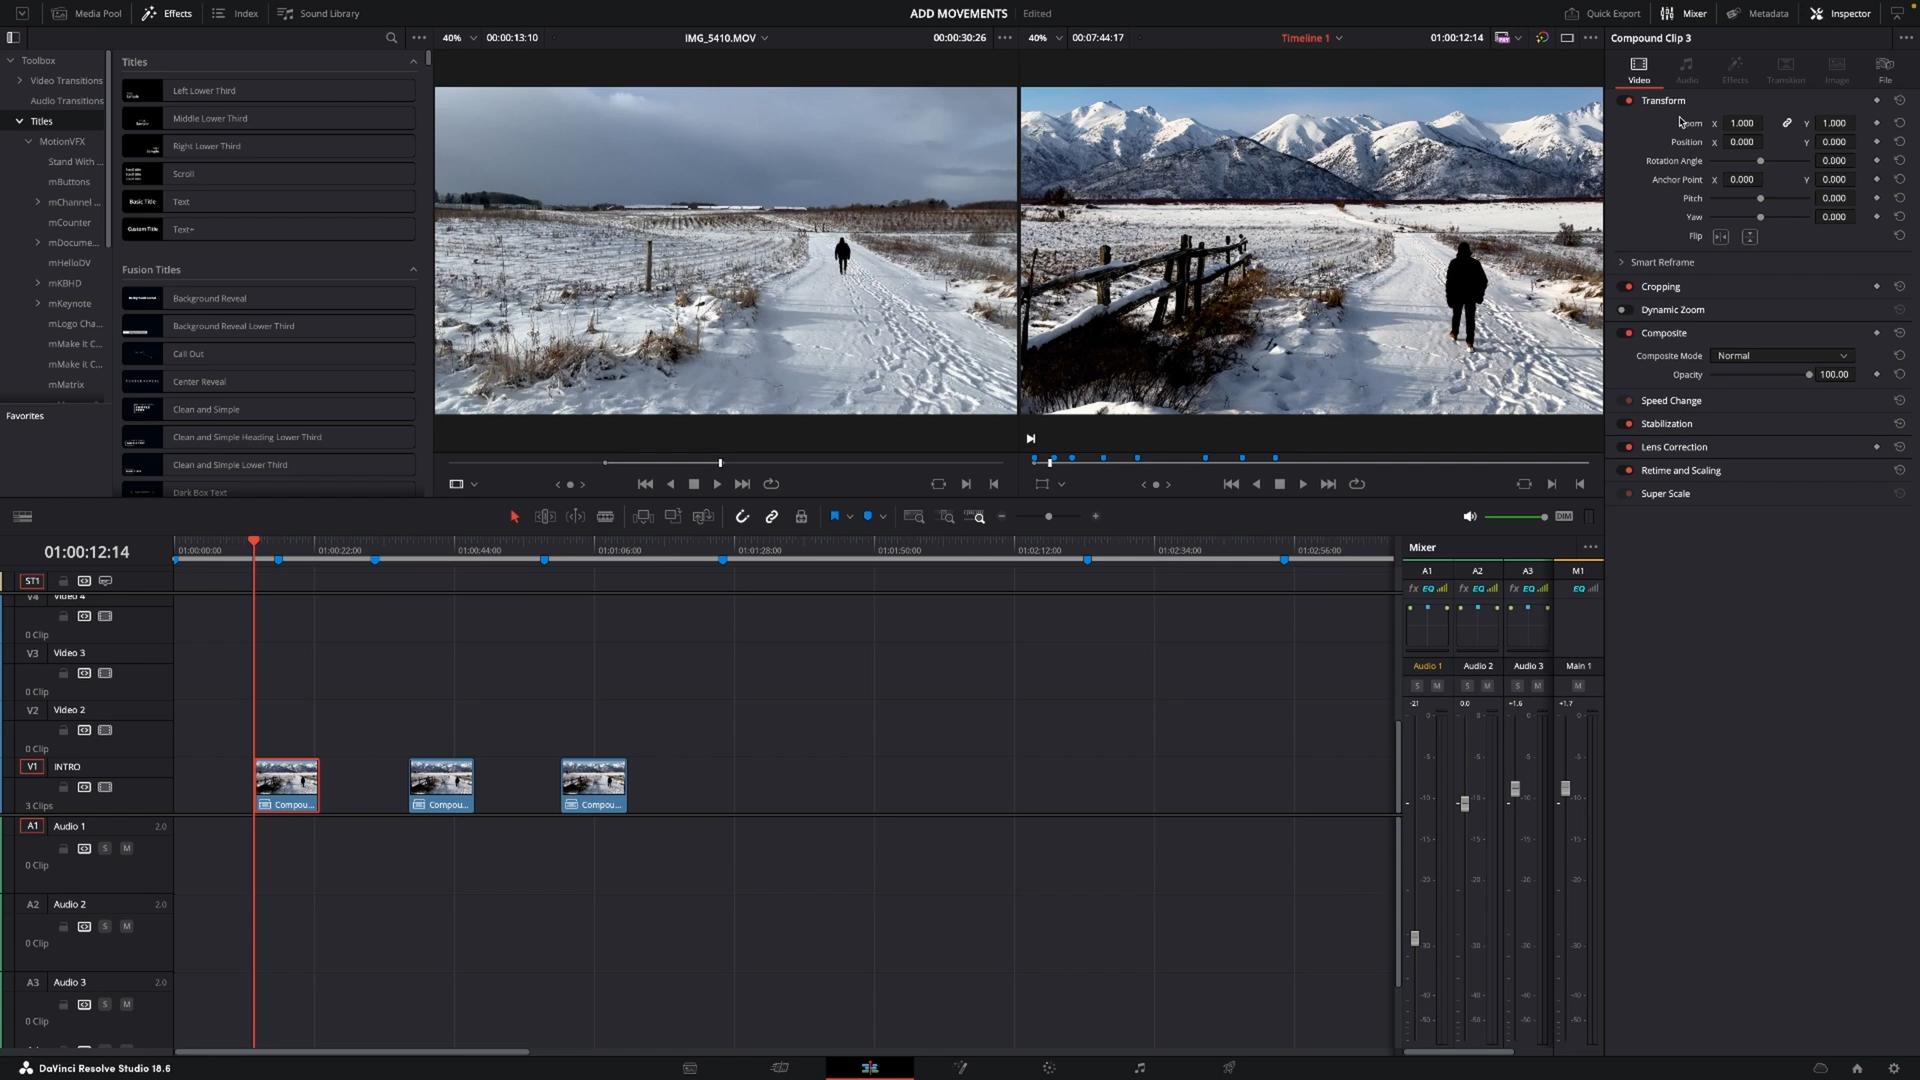 Media Pool Effects Index Sound Library ADD MOVEMENTS Edited Quick Export Mixer Metadata Inspector
40% 00:00:13:10 IMG_5410.MOV 00:00:30:26 40% 00:07:44:17 Timeline 1 01:00:12:14 Compound Clip 3
Toolbox
Video Transitions
Audio Transitions
Titles
MotionVFX
Stand With ...
mButtons
mChannel ...
mCounter
mDocume...
mHelloDV
mKBHD
mKeynote
mLogo Cha...
mMake It C...
mMake it C...
mMatrix
Favorites
Titles
Left Lower Third
Middle Lower Third
Right Lower Third
Scroll
Basic Title Text
Custom Title Text+
Fusion Titles
Background Reveal
Background Reveal Lower Third
Call Out
Center Reveal
Clean and Simple
Clean and Simple Heading Lower Third
Clean and Simple Lower Third
Dark Box Text
Video Audio Effects Transition Image File
Transform
X 1.000 Y 1.000
Position X 0.000 Y 0.000
Rotation Angle 0.000
Anchor Point X 0.000 Y 0.000
Pitch 0.000
Yaw 0.000
Flip
Smart Reframe
Cropping
Dynamic Zoom
Composite
Composite Mode Normal
Opacity 100.00
Speed Change
Stabilization
Lens Correction
Retime and Scaling
Super Scale
DIM
01:00:12:14
01:00:00:00 01:00:22:00 01:00:44:00 01:01:06:00 01:01:28:00 01:01:50:00 01:02:12:00 01:02:34:00 01:02:56:00
ST1
V4 Video 4
0 Clip
V3 Video 3
0 Clip
V2 Video 2
0 Clip
V1 INTRO
3 Clips
Compou... Compou... Compou...
A1 Audio 1 2.0
S M
0 Clip
A2 Audio 2 2.0
S M
0 Clip
A3 Audio 3 2.0
S M
0 Clip
Mixer
A1 A2 A3 M1
fx EQ fx EQ fx EQ EQ
Audio 1 Audio 2 Audio 3 Main 1
S M S M S M M
-21 0.0 +1.6 +1.7
DaVinci Resolve Studio 18.6